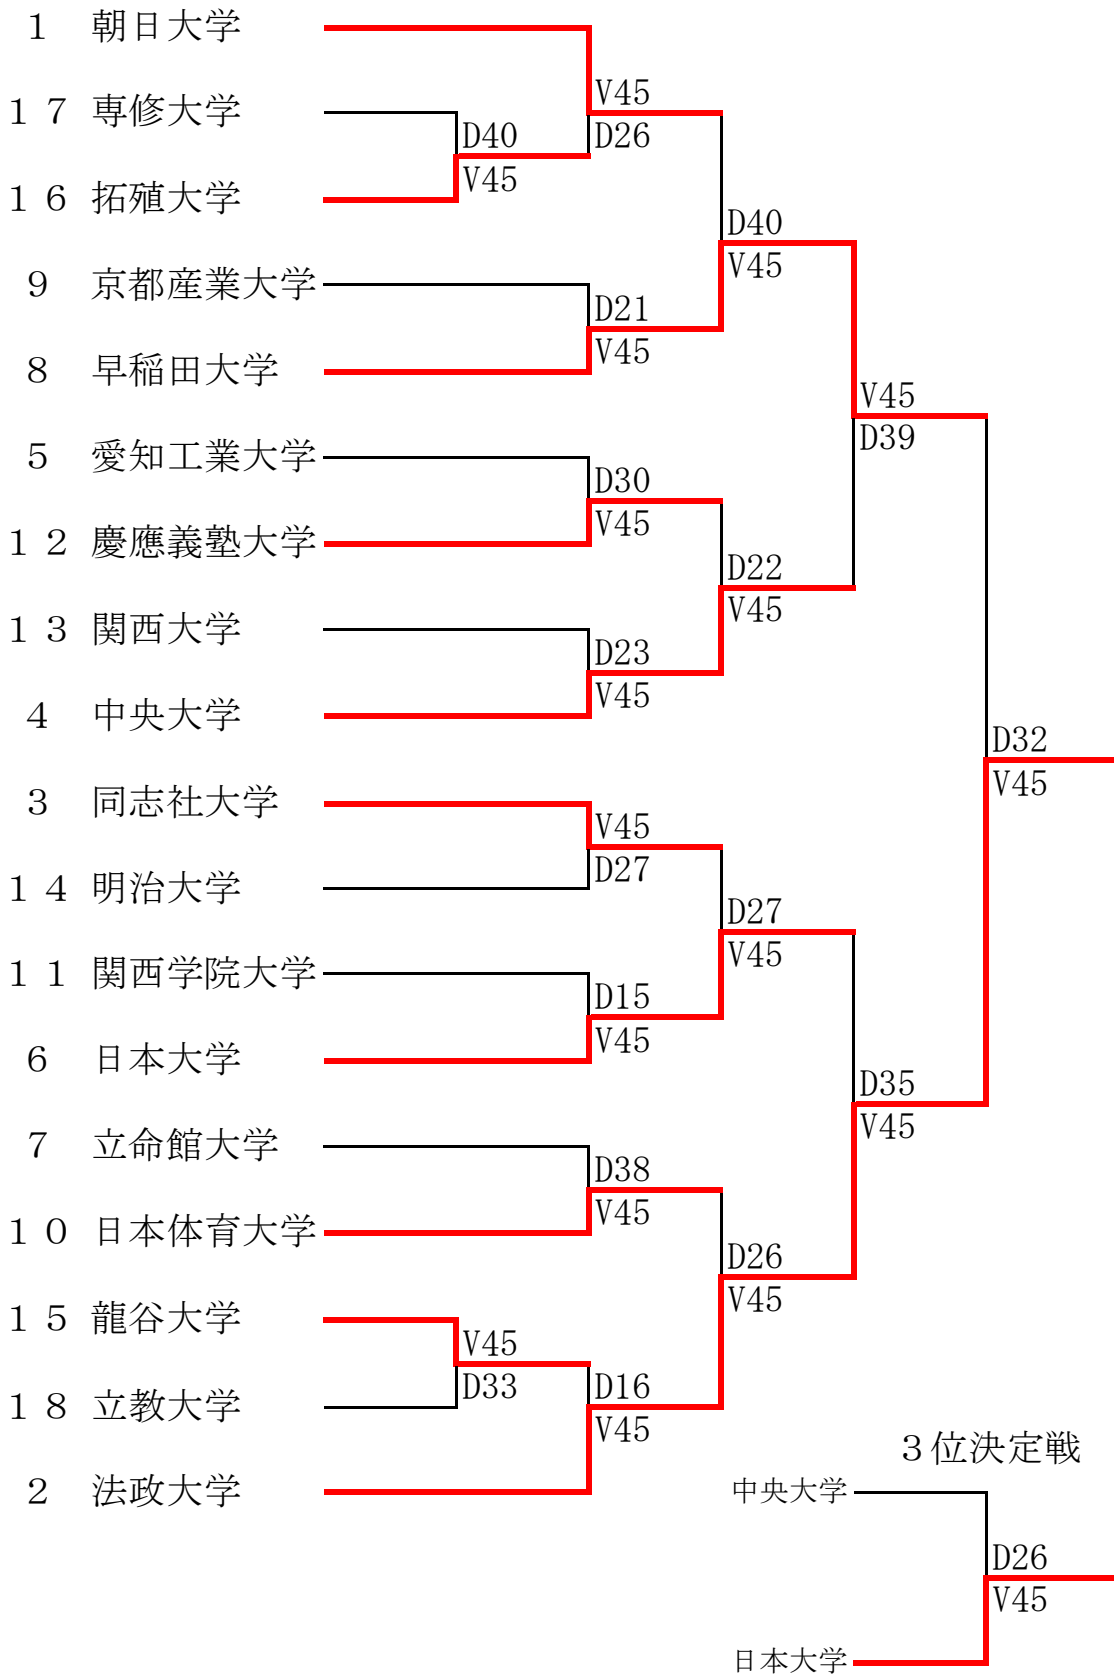 1 朝日大学
V45
17 専修大学
D40
D26
V45
16 拓殖大学
D40
V45
9 京都産業大学
D21
V45
8 早稲田大学
V45
D39
5 愛知工業大学
D30
V45
12 慶應義塾大学
D22
V45
13 関西大学
D23
V45
4 中央大学
D32
V45
3 同志社大学
V45
D27
14 明治大学
D27
V45
11 関西学院大学
D15
V45
6 日本大学
D35
V45
7 立命館大学
D38
V45
10 日本体育大学
D26
V45
15 龍谷大学
V45
D33
D16
18 立教大学
V45
2 法政大学
3位決定戦
中央大学
D26
V45
日本大学